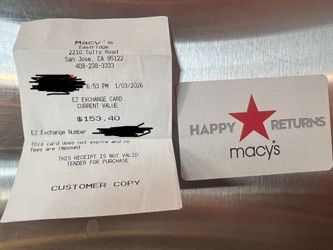 Macy's
Eastridge
2210 Tully Road
San Jose, CA 95122
408-238-3333
6:53 PM 1/03/2026
EZ EXCHANGE CARD
CURRENT VALUE
$153.40
EZ Exchange Number
This card does not expire and no
fees are imposed
THIS RECEIPT IS NOT VALID
TENDER FOR PURCHASE
CUSTOMER COPY
HAPPY RETURNS
macy's